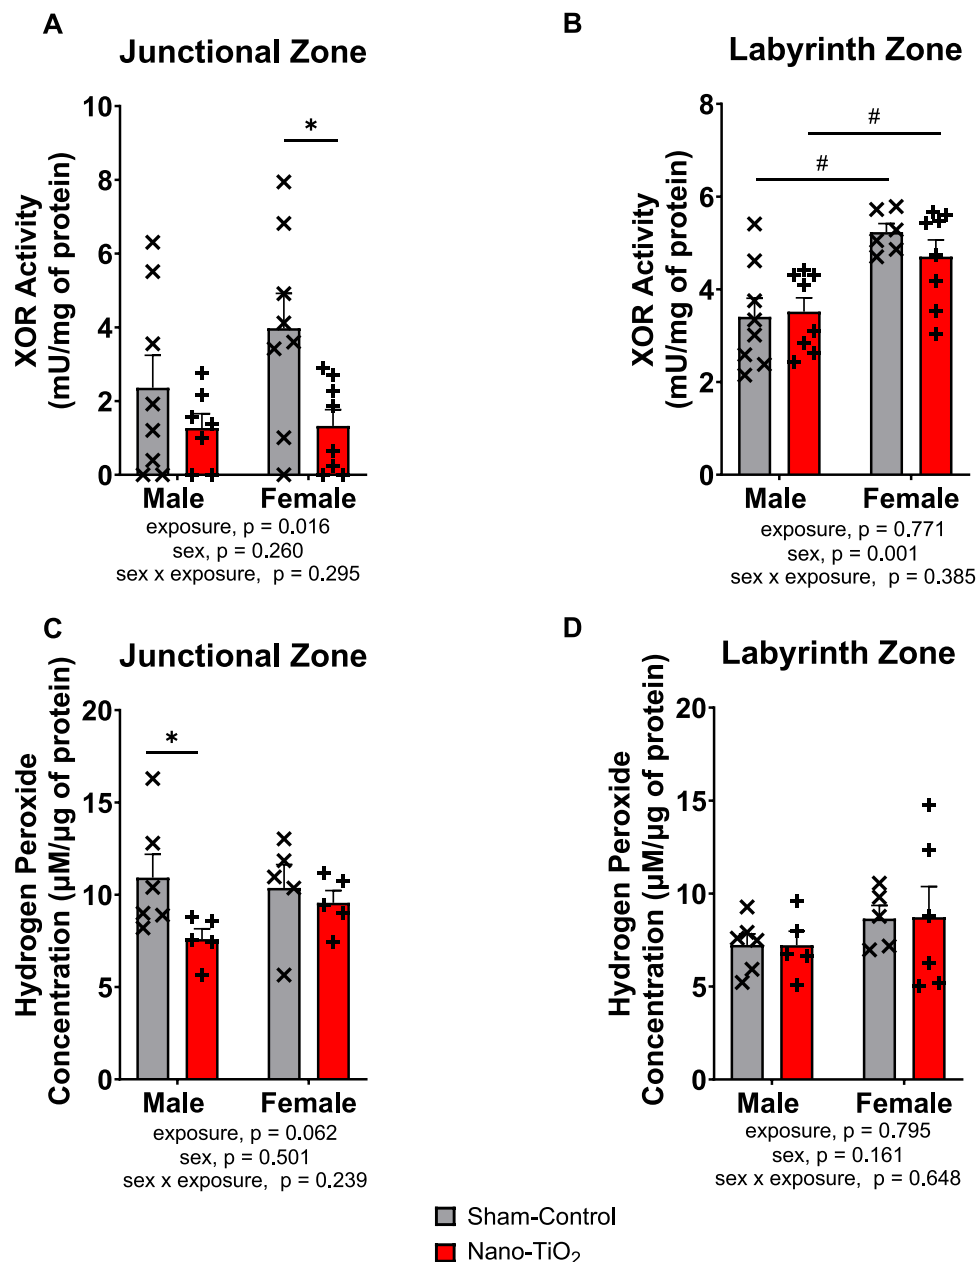 A
Junctional Zone
XOR Activity
(mU/mg of protein)
10
8
6
4
2
0
*
Male
Female
exposure, p = 0.016
sex, p = 0.260
sex x exposure, p = 0.295
B
Labyrinth Zone
XOR Activity
(mU/mg of protein)
8
6
4
2
0
#
#
Male
Female
exposure, p = 0.771
sex, p = 0.001
sex x exposure, p = 0.385
C
Junctional Zone
Hydrogen Peroxide
Concentration (µM/µg of protein)
20
15
10
5
0
*
Male
Female
exposure, p = 0.062
sex, p = 0.501
sex x exposure, p = 0.239
D
Labyrinth Zone
Hydrogen Peroxide
Concentration (µM/µg of protein)
20
15
10
5
0
Male
Female
exposure, p = 0.795
sex, p = 0.161
sex x exposure, p = 0.648
Sham-Control
Nano-TiO₂